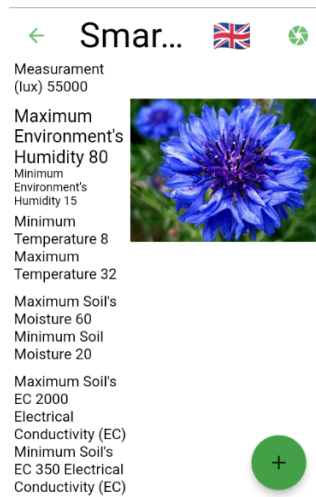 Smar...
Measurament
(lux) 55000
Maximum
Environment's
Humidity 80
Minimum
Environment's
Humidity 15
Minimum
Temperature 8
Maximum
Temperature 32
Maximum Soil's
Moisture 60
Minimum Soil
Moisture 20
Maximum Soil's
EC 2000
Electrical
Conductivity (EC)
Minimum Soil's
EC 350 Electrical
Conductivity (EC)